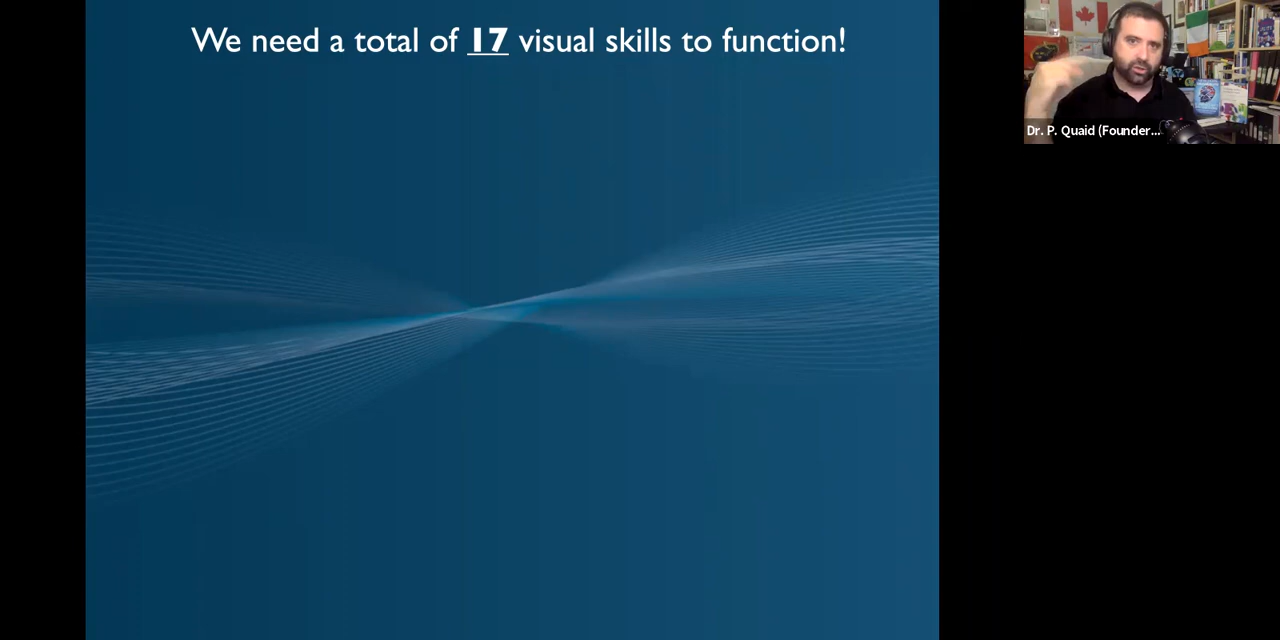 We need a total of 17 visual skills to function!
Dr. P. Quaid (Founder...